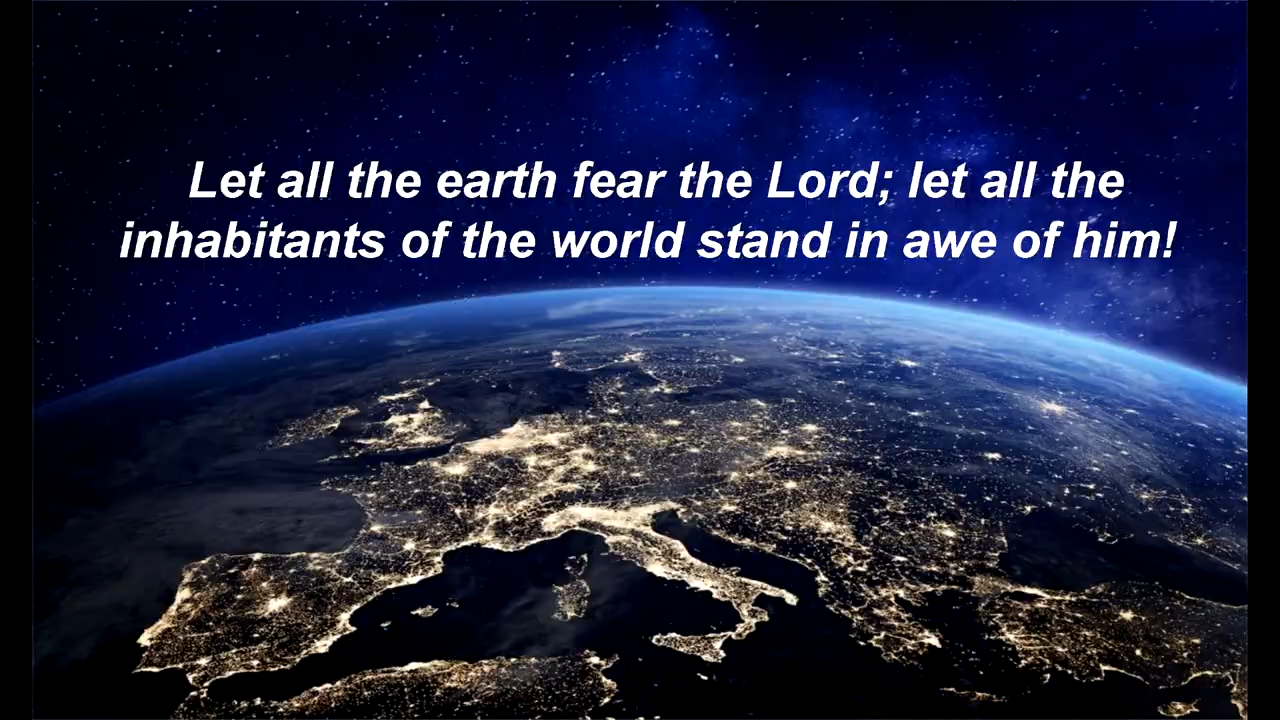 Let all the earth fear the Lord; let all the
inhabitants of the world stand in awe of him!